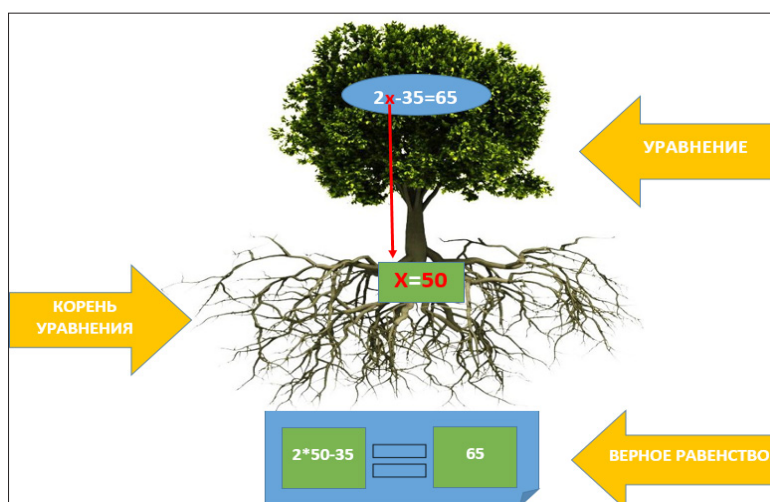 2x-35=65
УРАВНЕНИЕ
X=50
КОРЕНЬ
УРАВНЕНИЯ
2*50-35 = 65
ВЕРНОЕ РАВЕНСТВО